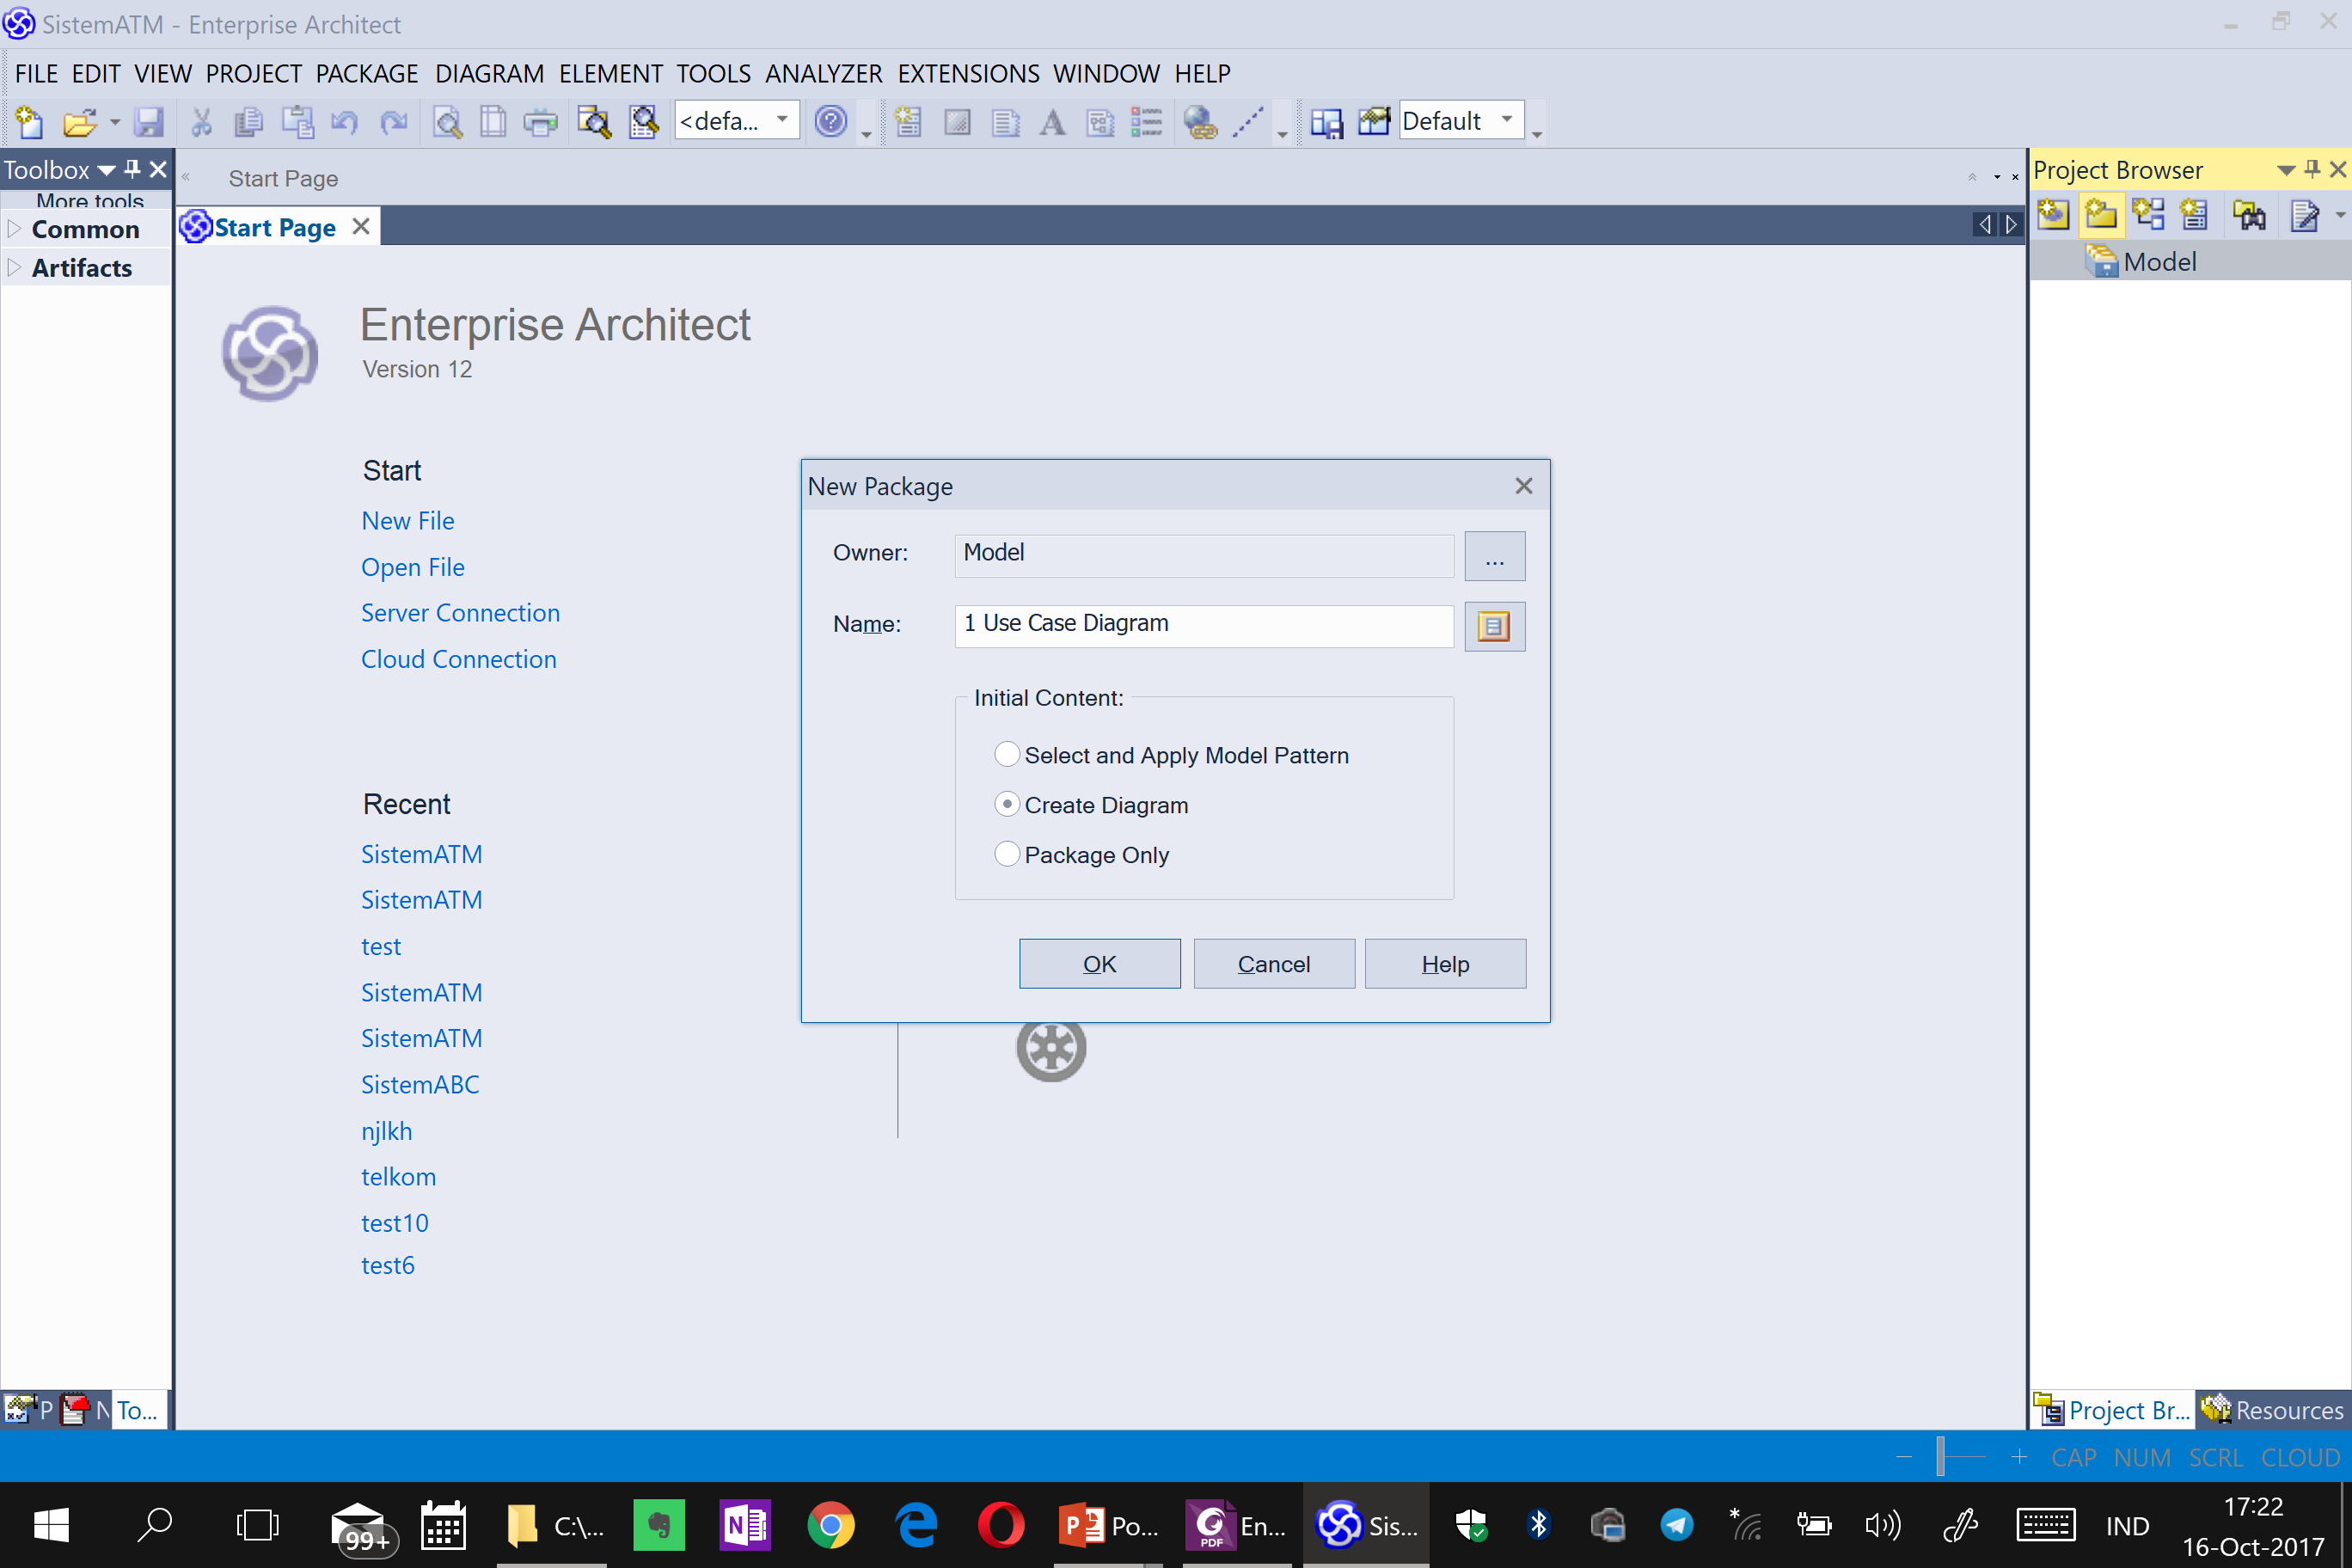 SistemATM - Enterprise Architect
FILE EDIT VIEW PROJECT PACKAGE DIAGRAM ELEMENT TOOLS ANALYZER EXTENSIONS WINDOW HELP
<defa... Default
Toolbox
More tools
Common
Artifacts
Start Page
Start Page
Enterprise Architect
Version 12
Start
New File
Open File
Server Connection
Cloud Connection
Recent
SistemATM
SistemATM
test
SistemATM
SistemATM
SistemABC
njlkh
telkom
test10
test6
New Package
Owner: Model ...
Name: 1 Use Case Diagram
Initial Content:
Select and Apply Model Pattern
Create Diagram
Package Only
OK Cancel Help
Project Browser
Model
P N To...
Project Br... Resources
CAP NUM SCRL CLOUD
99+ C:\... Po... En... Sis... IND
PDF
17:22
16-Oct-2017